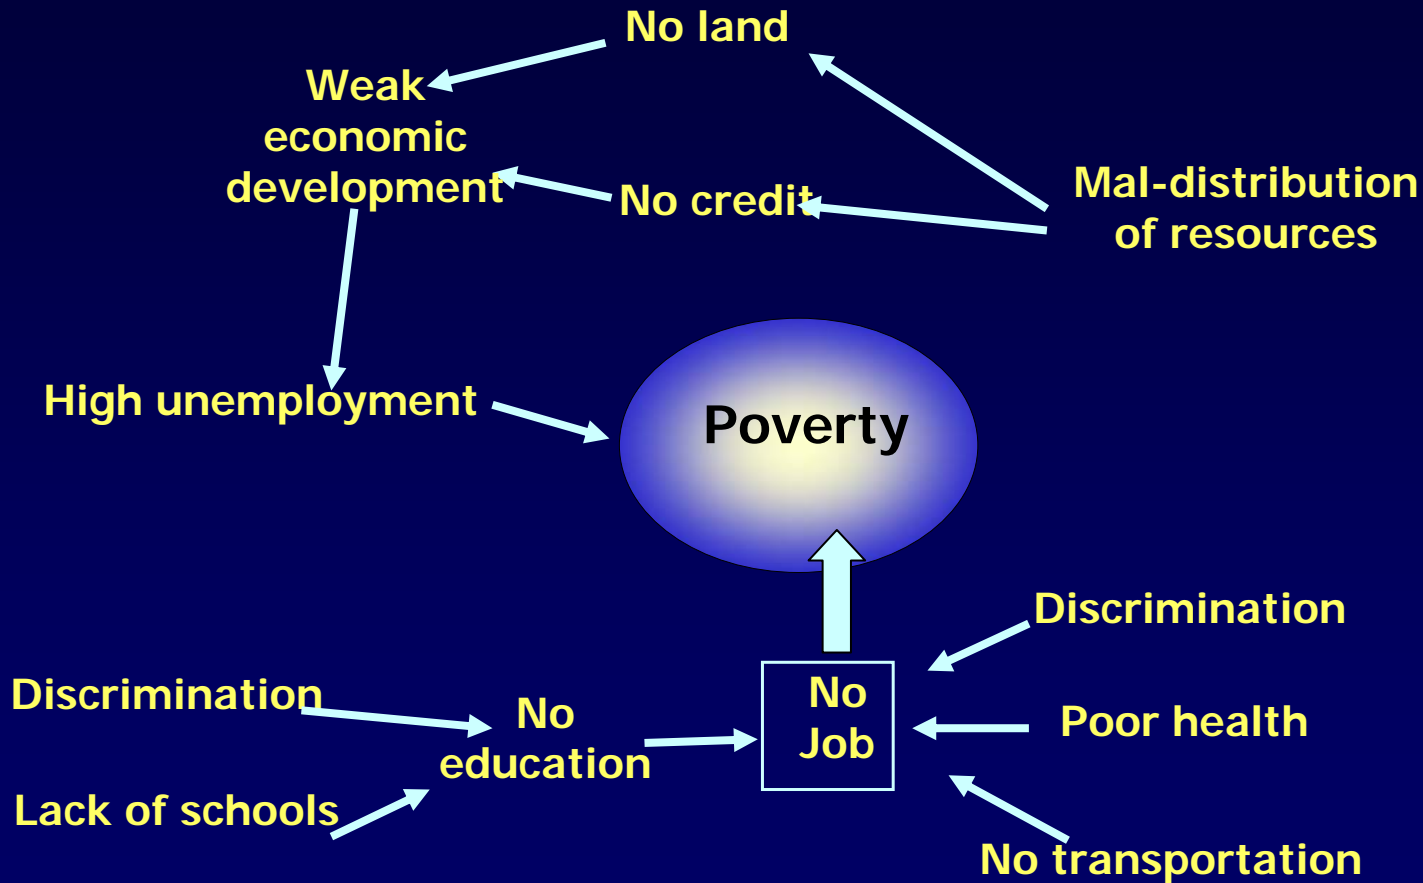 No land
Weak
economic
development
No credit
Mal-distribution
of resources
High unemployment
Poverty
Discrimination
Discrimination
No
education
No
Job
Poor health
Lack of schools
No transportation